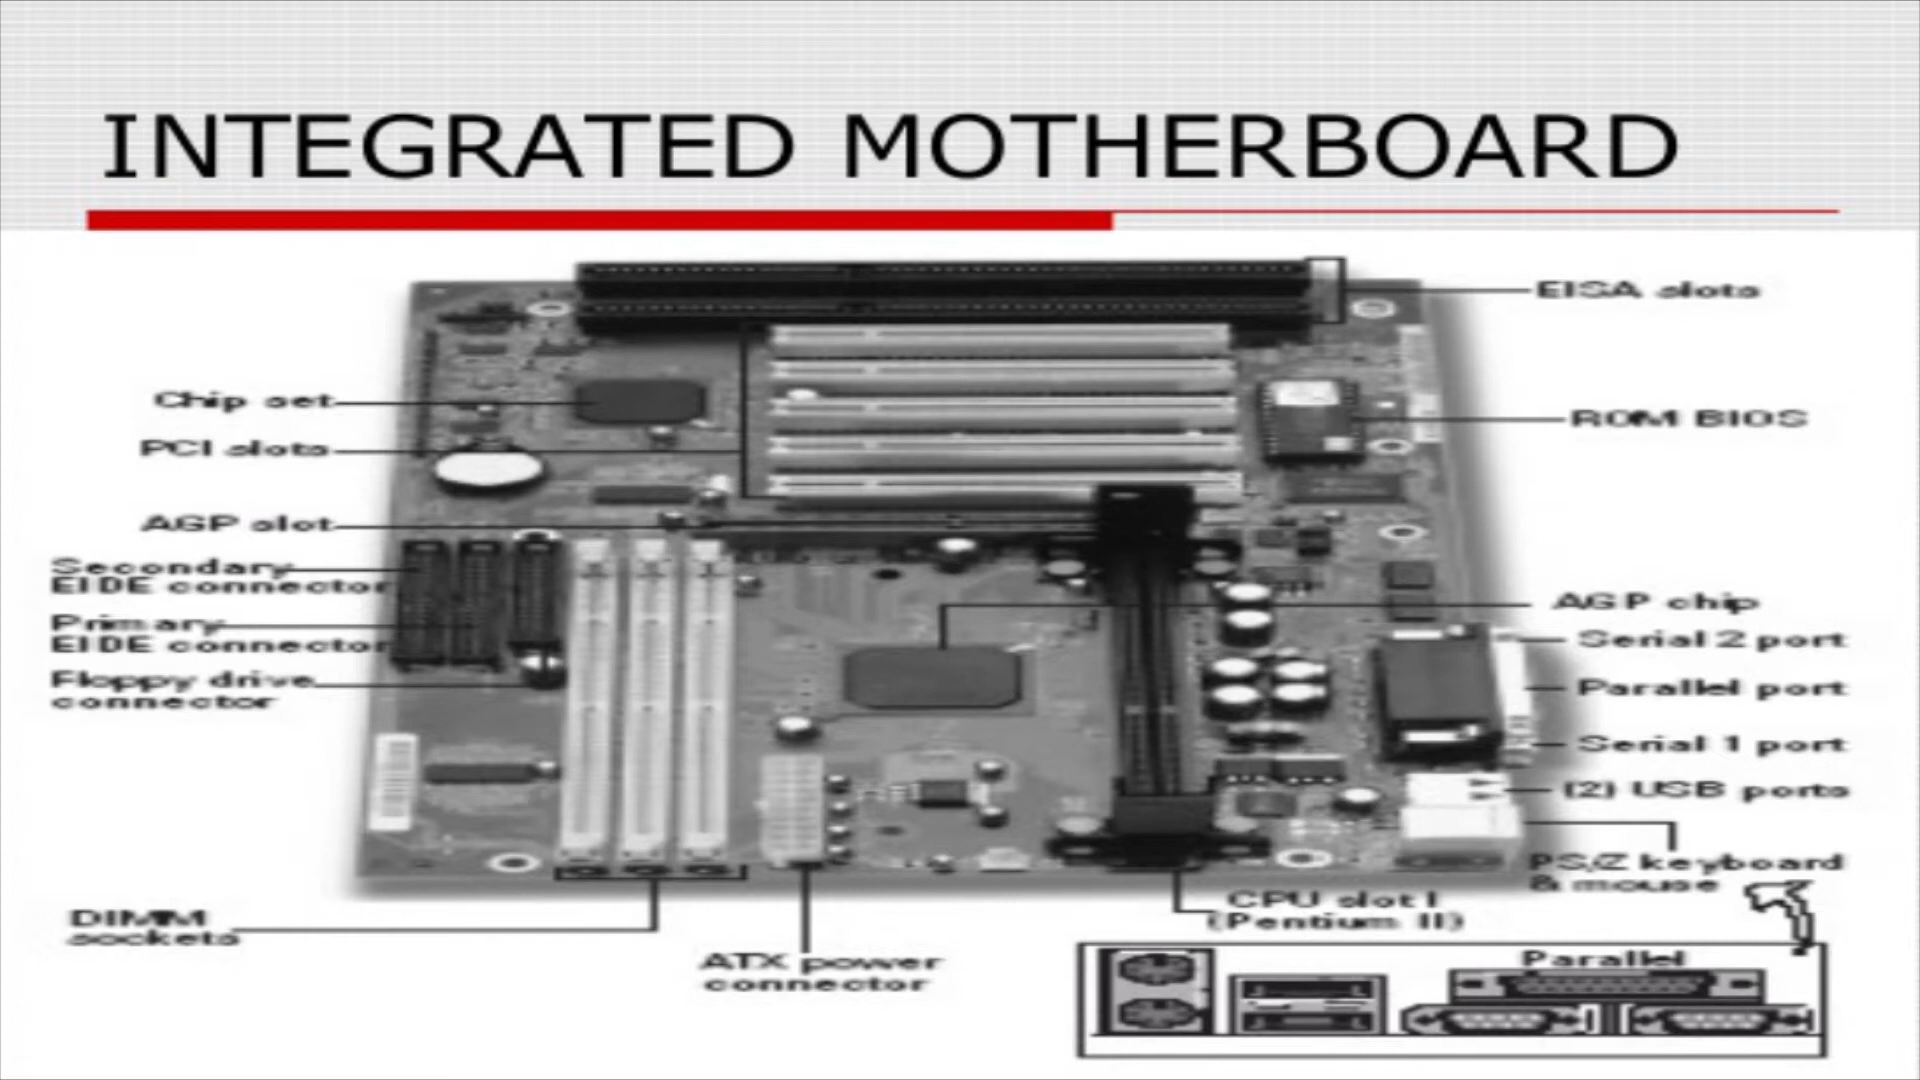 INTEGRATED MOTHERBOARD
EISA slots
Chip set
ROM BIOS
PCI slots
AGP slot
Secondary
EIDE connector
Primary
EIDE connector
Floppy drive
connector
AGP chip
Serial 2 port
Parallel port
Serial 1 port
(2) USB ports
PS/2 keyboard
& mouse
CPU slot 1
(Pentium II)
DIMM
sockets
ATX power
connector
Parallel